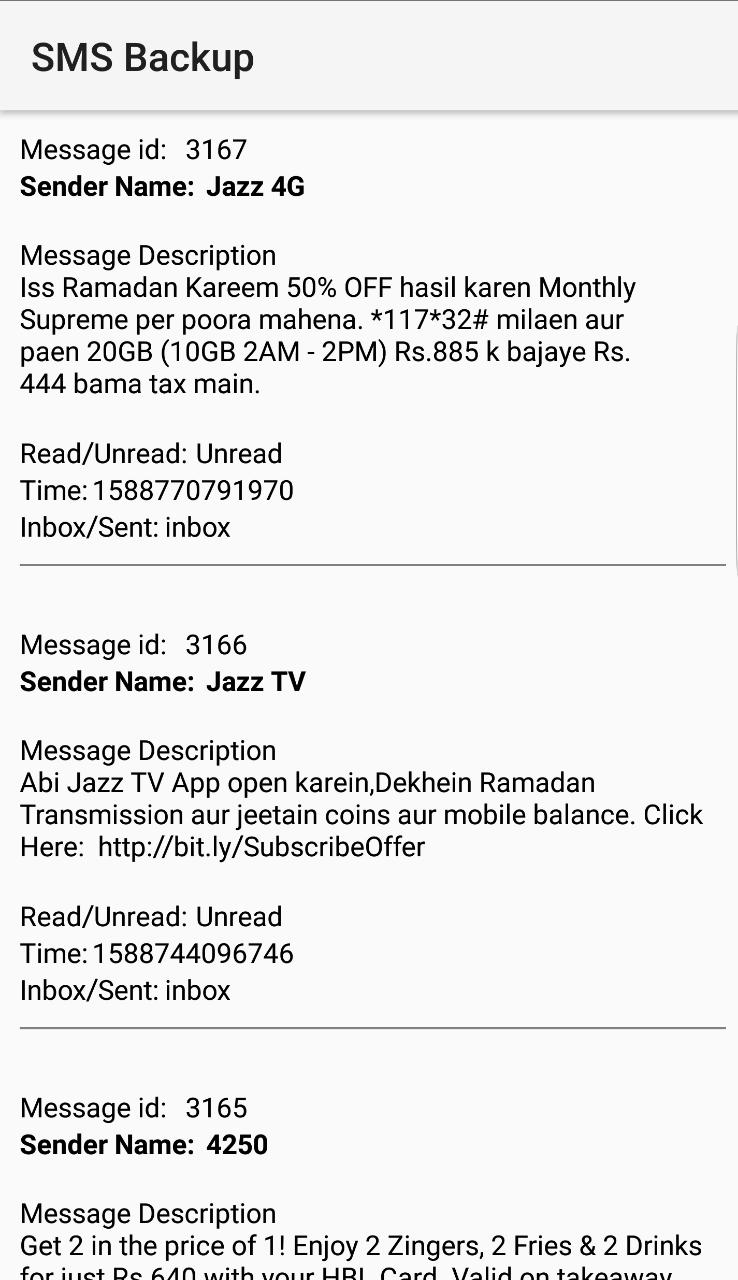 SMS Backup
Message id: 3167
Sender Name: Jazz 4G
Message Description
Iss Ramadan Kareem 50% OFF hasil karen Monthly
Supreme per poora mahena. *117*32# milaen aur
paen 20GB (10GB 2AM - 2PM) Rs.885 k bajaye Rs.
444 bama tax main.
Read/Unread: Unread
Time: 1588770791970
Inbox/Sent: inbox
Message id: 3166
Sender Name: Jazz TV
Message Description
Abi Jazz TV App open karein,Dekhein Ramadan
Transmission aur jeetain coins aur mobile balance. Click
Here: http://bit.ly/SubscribeOffer
Read/Unread: Unread
Time: 1588744096746
Inbox/Sent: inbox
Message id: 3165
Sender Name: 4250
Message Description
Get 2 in the price of 1! Enjoy 2 Zingers, 2 Fries & 2 Drinks
for just Rs.640 with your HBL Card. Valid on takeaway